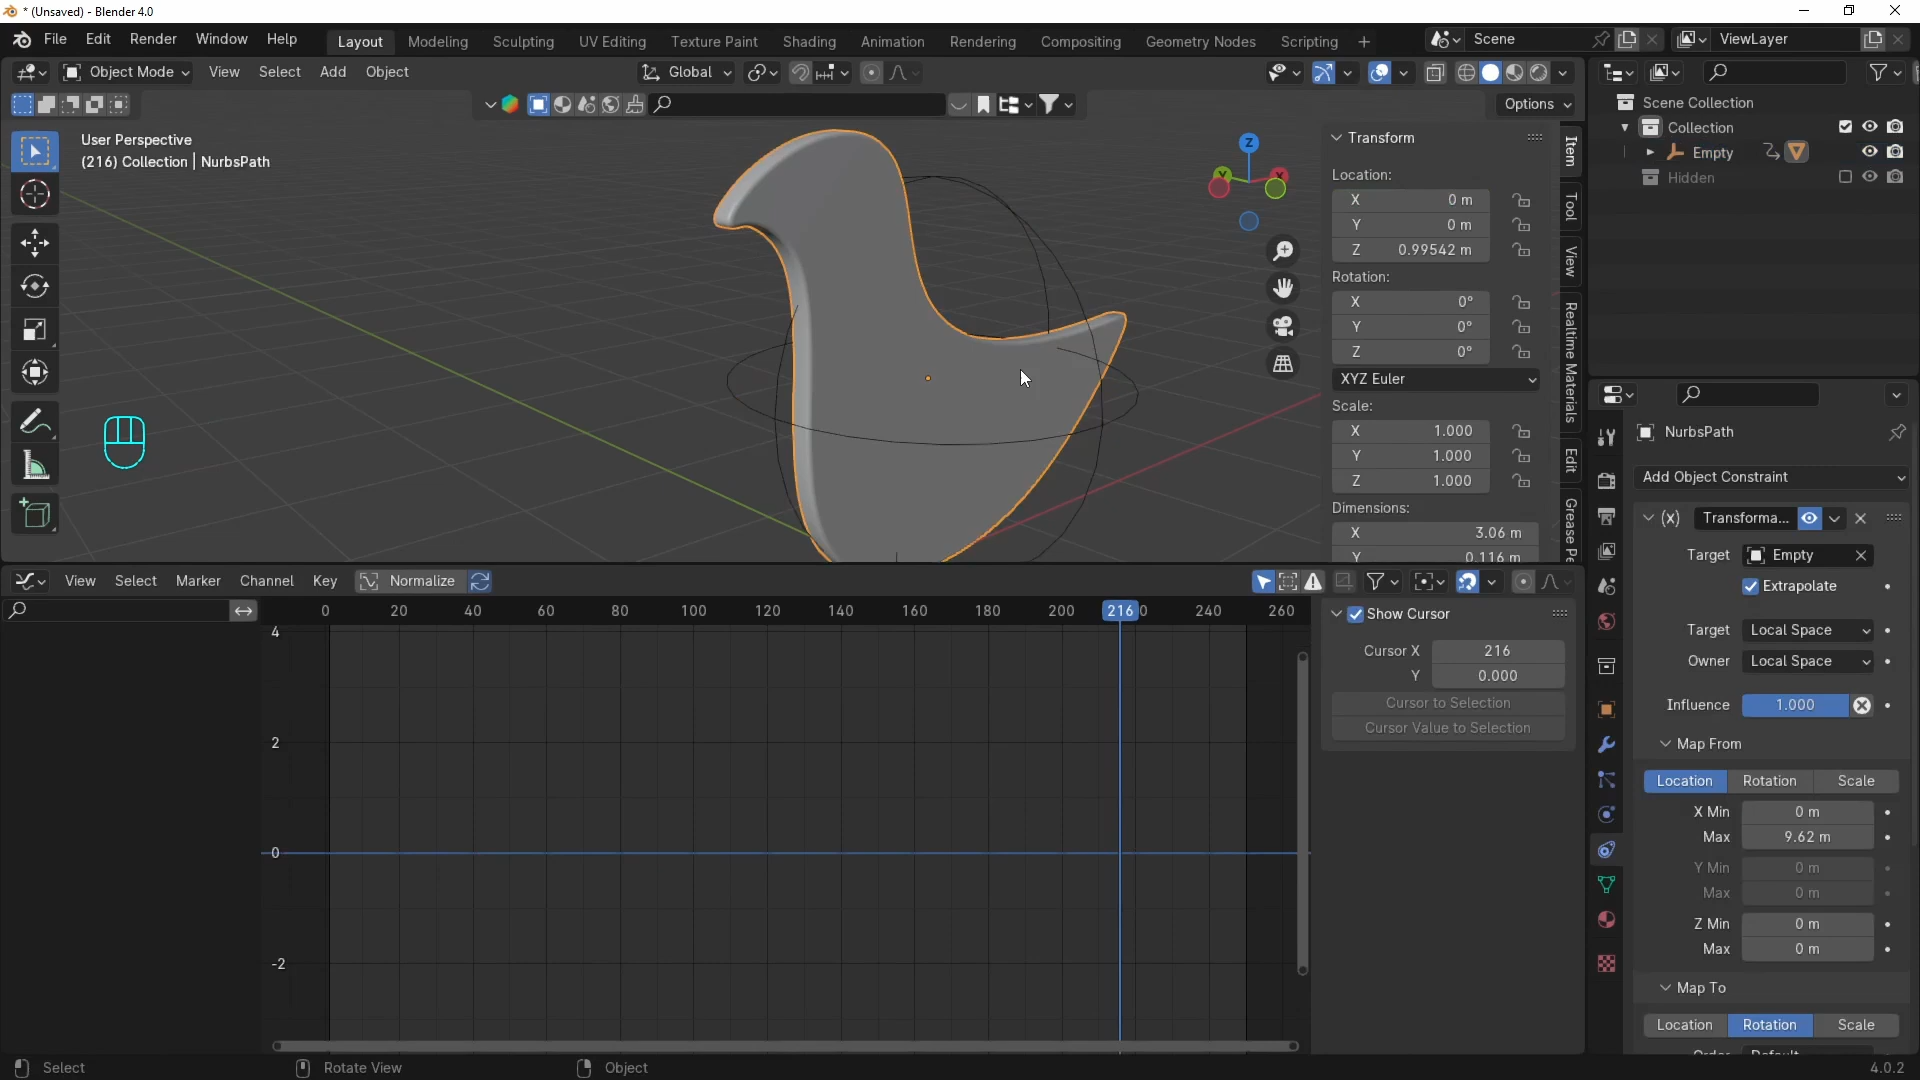 * (Unsaved) - Blender 4.0
File Edit Render Window Help
Layout Modeling Sculpting UV Editing Texture Paint Shading Animation Rendering Compositing Geometry Nodes Scripting +
Scene
ViewLayer
Object Mode View Select Add Object
Global
Options
User Perspective
(216) Collection | NurbsPath
Z
Y
X
Transform
Location:
X 0 m
Y 0 m
Z 0.99542 m
Rotation:
X 0°
Y 0°
Z 0°
XYZ Euler
Scale:
X 1.000
Y 1.000
Z 1.000
Dimensions:
X 3.06 m
Y 0.116 m
Item
Tool
View
Realtime Materials
Edit
Grease Pe
Scene Collection
Collection
Empty
Hidden
NurbsPath
Add Object Constraint
Transforma...
Target Empty
Extrapolate
Target Local Space
Owner Local Space
Influence 1.000
Map From
Location Rotation Scale
X Min 0 m
Max 9.62 m
Y Min 0 m
Max 0 m
Z Min 0 m
Max 0 m
Map To
Location Rotation Scale
Order Default
View Select Marker Channel Key Normalize
0 20 40 60 80 100 120 140 160 180 200 216 0 240 260
4
2
0
-2
Show Cursor
Cursor X 216
Y 0.000
Cursor to Selection
Cursor Value to Selection
Select Rotate View Object
4.0.2